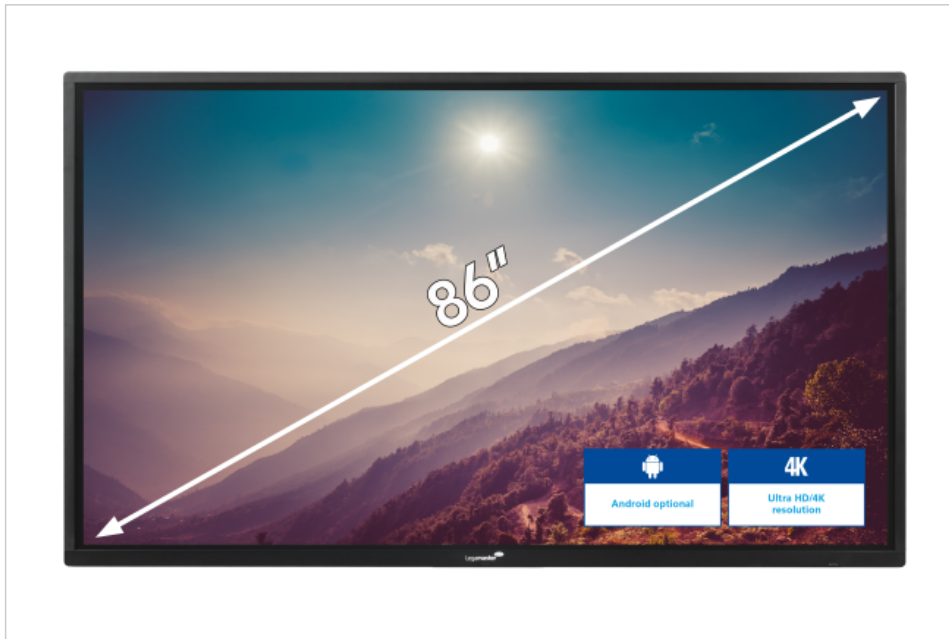 86"
4K
Android optional
Ultra HD/4K
resolution
Legamaster